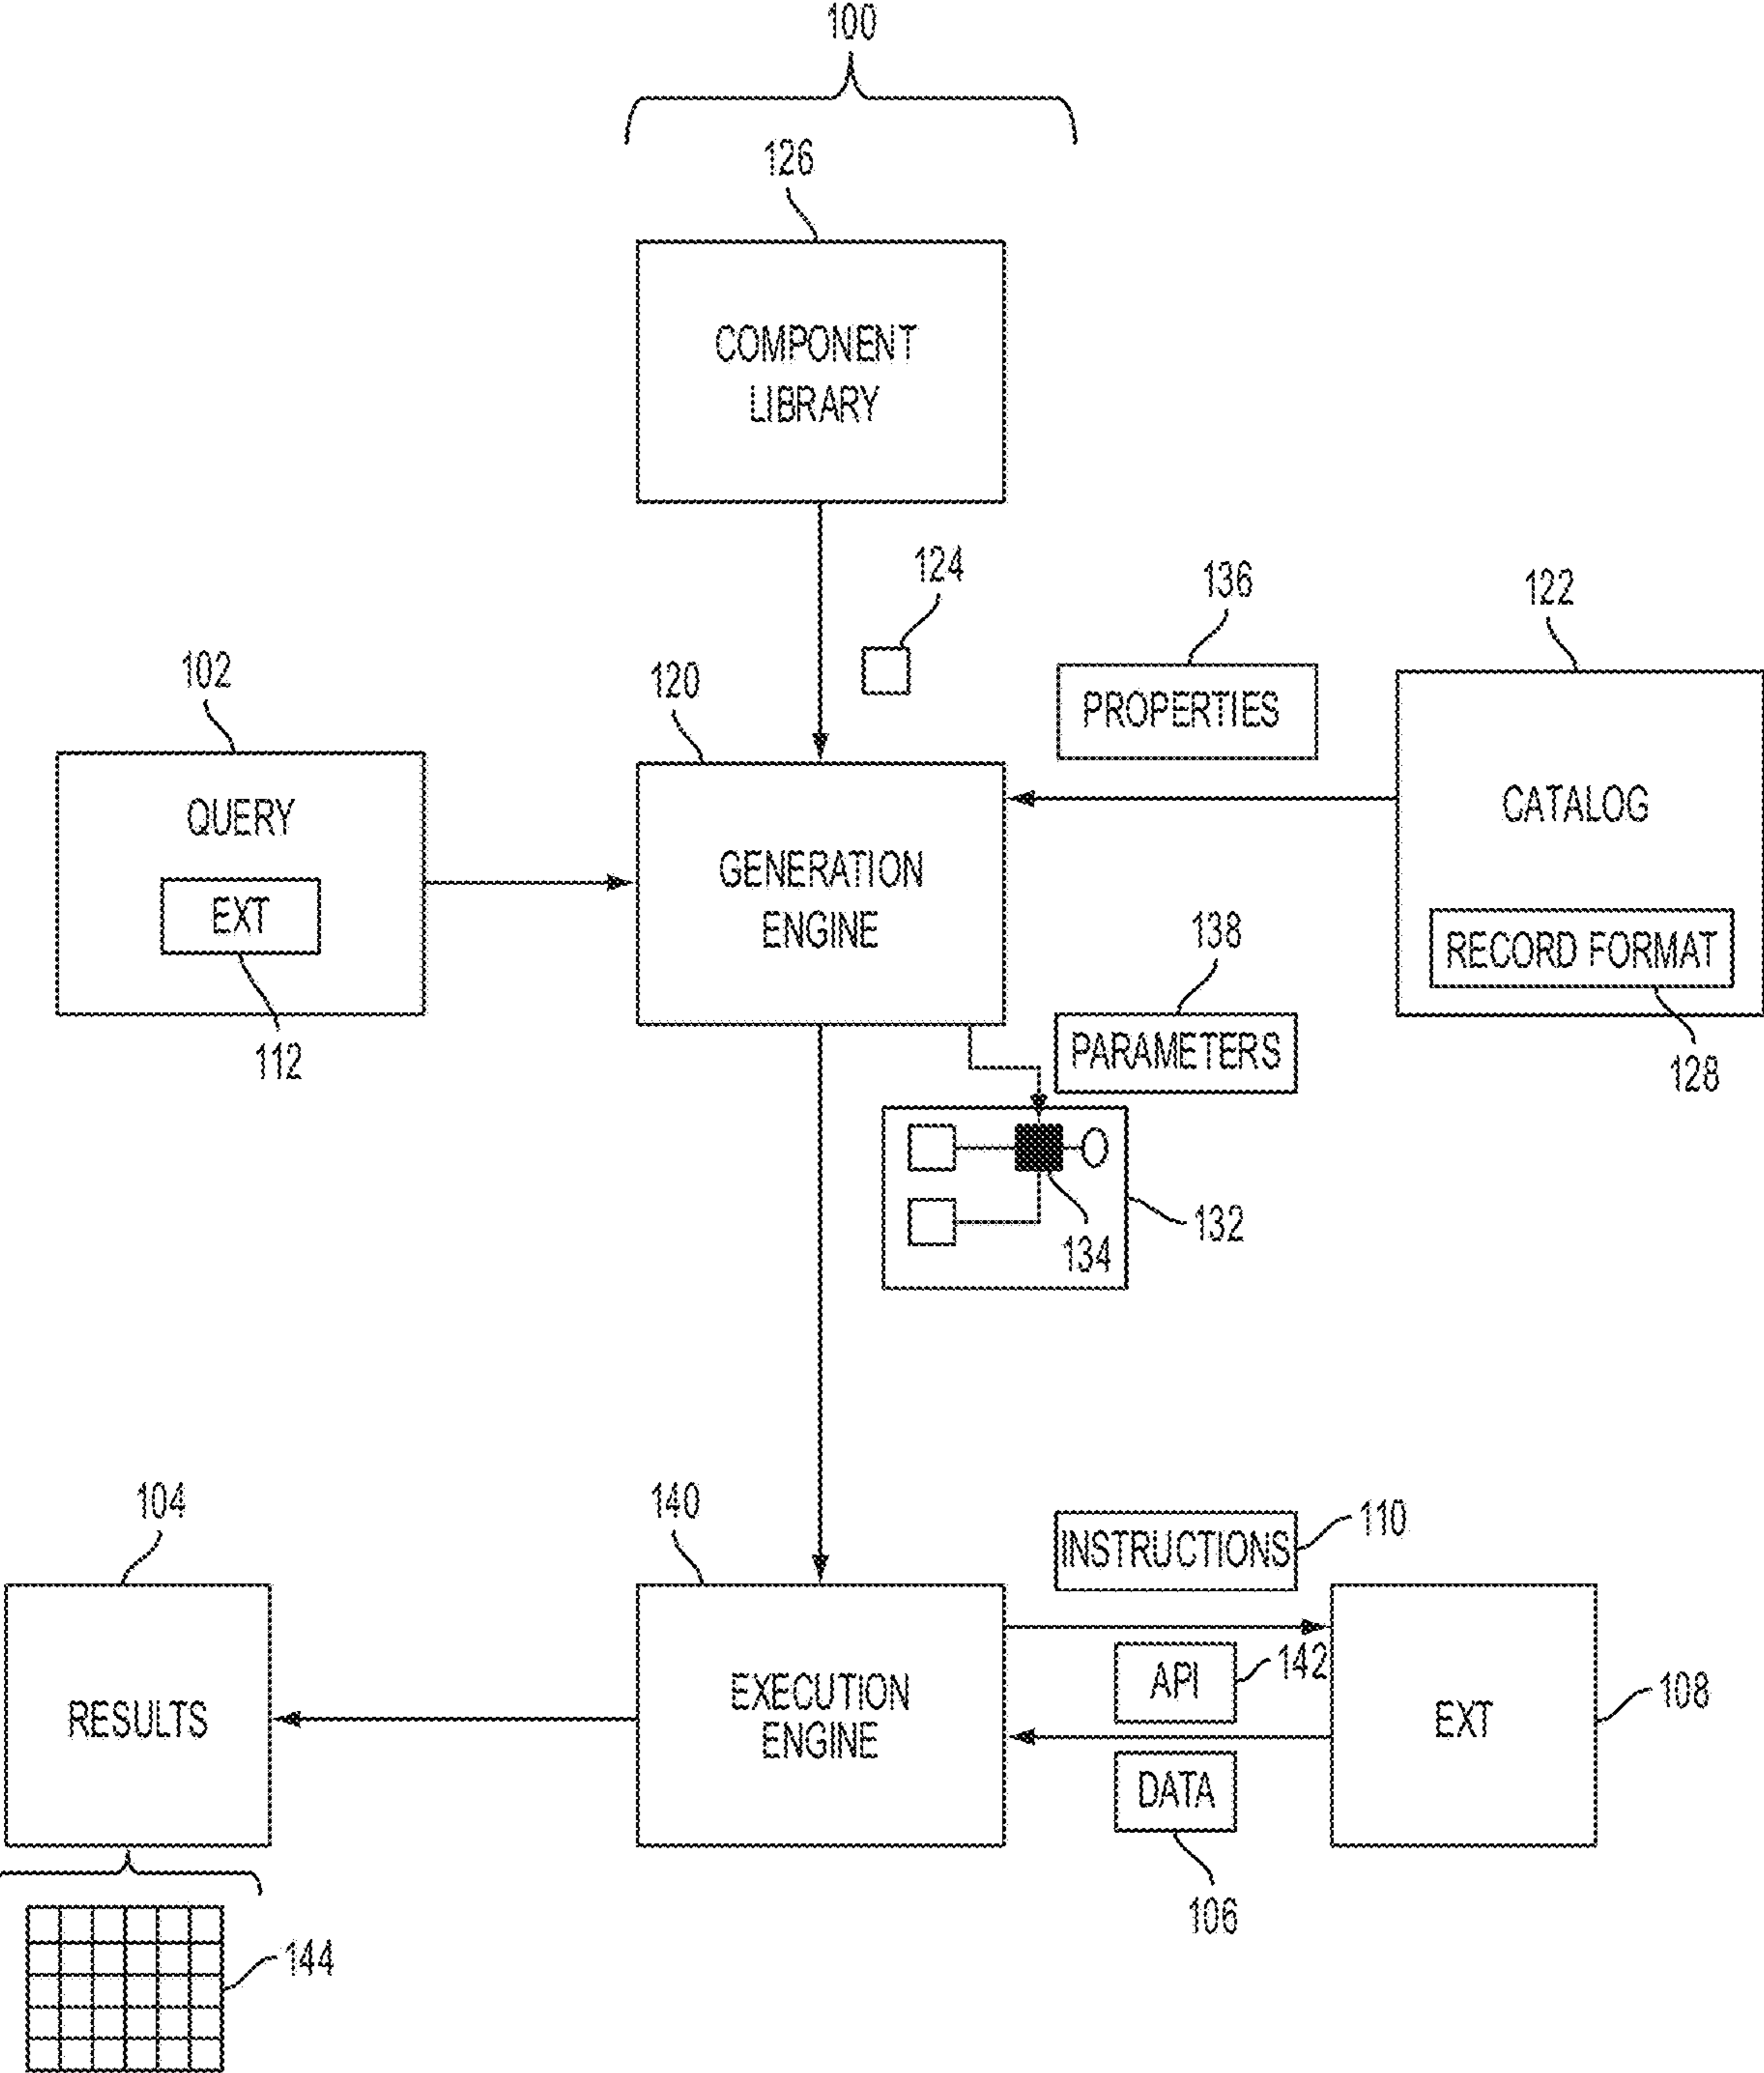 100
126
COMPONENT
LIBRARY
124
136
122
102
120
PROPERTIES
QUERY
CATALOG
GENERATION
ENGINE
EXT
138
RECORD FORMAT
112
PARAMETERS
128
132
134
104
140
INSTRUCTIONS
110
API
142
RESULTS
EXECUTION
ENGINE
EXT
108
DATA
106
144